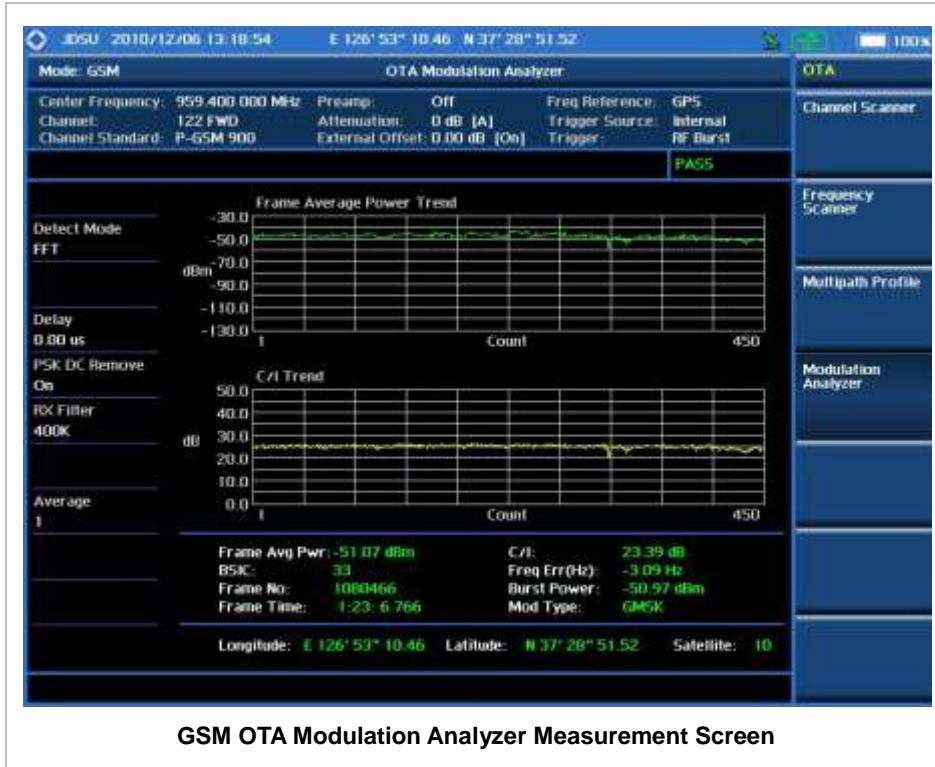 JDSU 2010/12/06 13:18:54 E 126° 53" 10.46 N 37° 28" 51.52 100%
Mode: GSM OTA Modulation Analyzer OTA
Center Frequency: 959.400 000 MHz Preamp: Off Freq Reference: GPS
Channel: 122 FWD Attenuation: 0 dB [A] Trigger Source: Internal
Channel Standard: P-GSM 900 External Offset: 0.00 dB [On] Trigger: RF Burst
PASS
Channel Scanner
Frequency
Scanner
Multipath Profile
Modulation
Analyzer
Detect Mode
FFT
Delay
0.00 us
PSK DC Remove
On
RX Filter
400K
Average
1
Frame Average Power Trend
-30.0
-50.0
-70.0
dBm
-90.0
-110.0
-130.0
1 Count 450
C/I Trend
50.0
40.0
dB 30.0
20.0
10.0
0.0
1 Count 450
Frame Avg Pwr: -51.07 dBm C/I: 23.39 dB
BSIC: 33 Freq Err(Hz): -3.09 Hz
Frame No: 1080466 Burst Power: -50.97 dBm
Frame Time: 1:23: 6.766 Mod Type: GMSK
Longitude: E 126° 53" 10.46 Latitude: N 37° 28" 51.52 Satellite: 10
GSM OTA Modulation Analyzer Measurement Screen